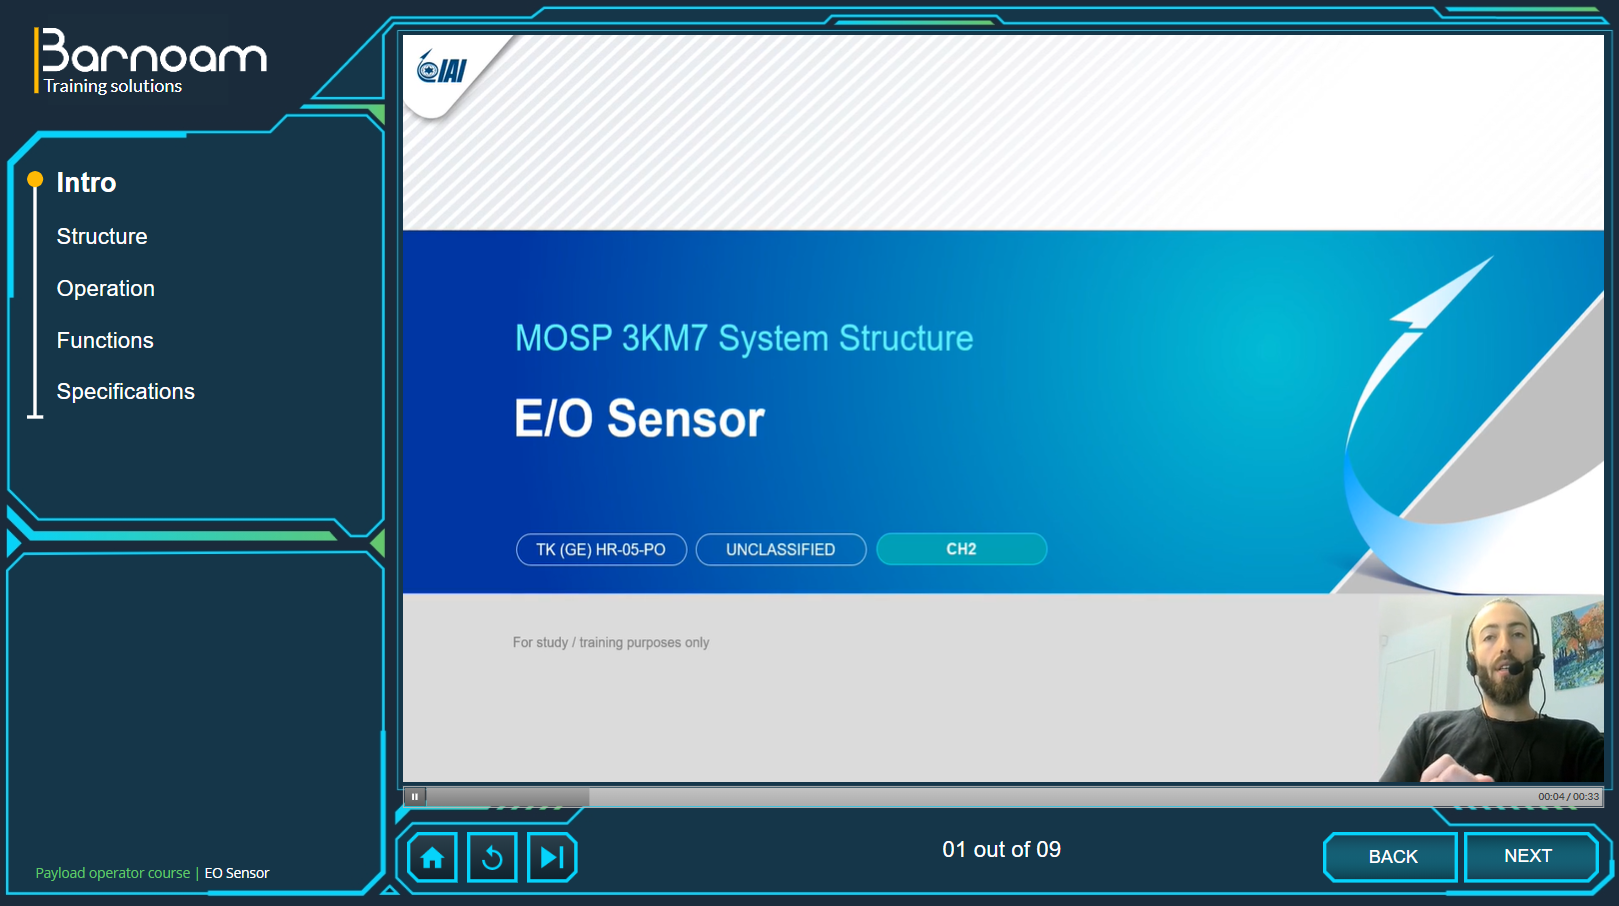 Barnoam
Training solutions
Intro
Structure
Operation
Functions
Specifications
Payload operator course | EO Sensor
IAI
MOSP 3KM7 System Structure
E/O Sensor
TK (GE) HR-05-PO
UNCLASSIFIED
CH2
For study / training purposes only
00:04 / 00:33
01 out of 09
BACK
NEXT